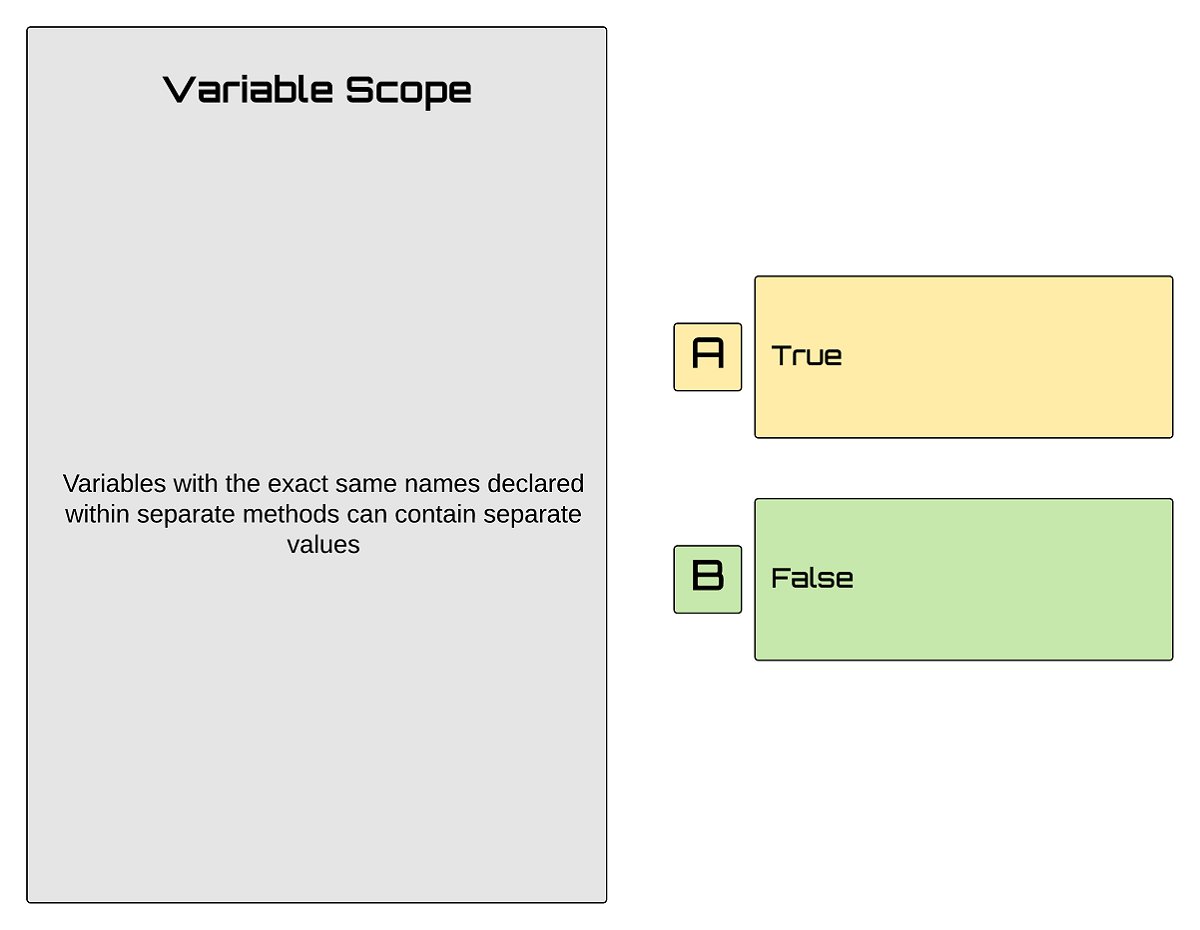 Variable Scope
Variables with the exact same names declared
within separate methods can contain separate
values
A
True
B
False